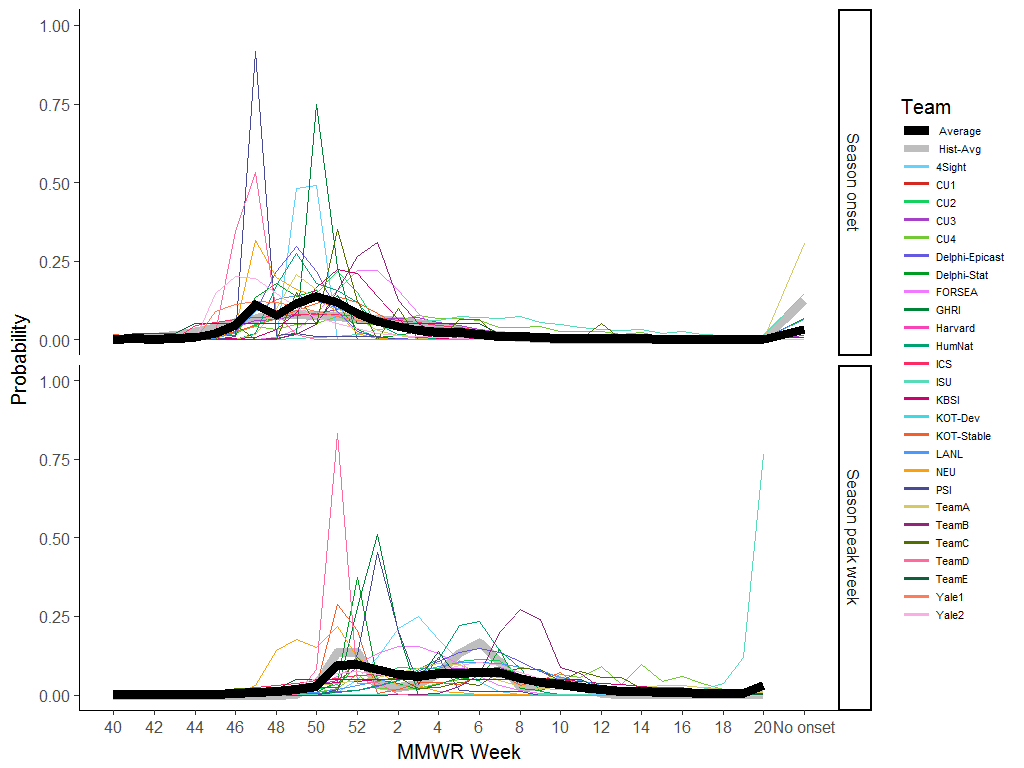 1.00
0.75
0.50
0.25
0.00
Season onset
1.00
0.75
0.50
0.25
0.00
Season peak week
Probability
40 42 44 46 48 50 52 2 4 6 8 10 12 14 16 18 20 No onset
MMWR Week
Team
Average
Hist-Avg
4Sight
CU1
CU2
CU3
CU4
Delphi-Epicast
Delphi-Stat
FORSEA
GHRI
Harvard
HumNat
ICS
ISU
KBSI
KOT-Dev
KOT-Stable
LANL
NEU
PSI
TeamA
TeamB
TeamC
TeamD
TeamE
Yale1
Yale2